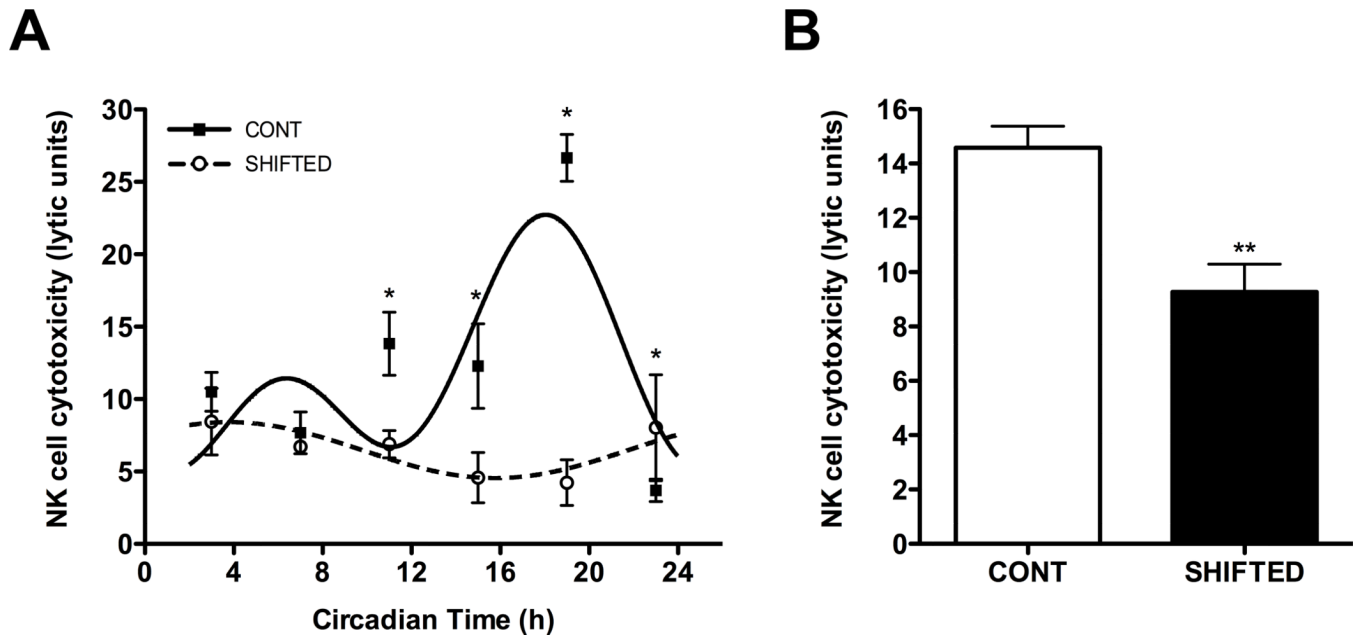 A
NK cell cytotoxicity (lytic units)
30
25
20
15
10
5
0
CONT
SHIFTED
*
*
*
*
0 4 8 12 16 20 24
Circadian Time (h)
B
NK cell cytotoxicity (lytic units)
16
14
12
10
8
6
4
2
0
**
CONT SHIFTED